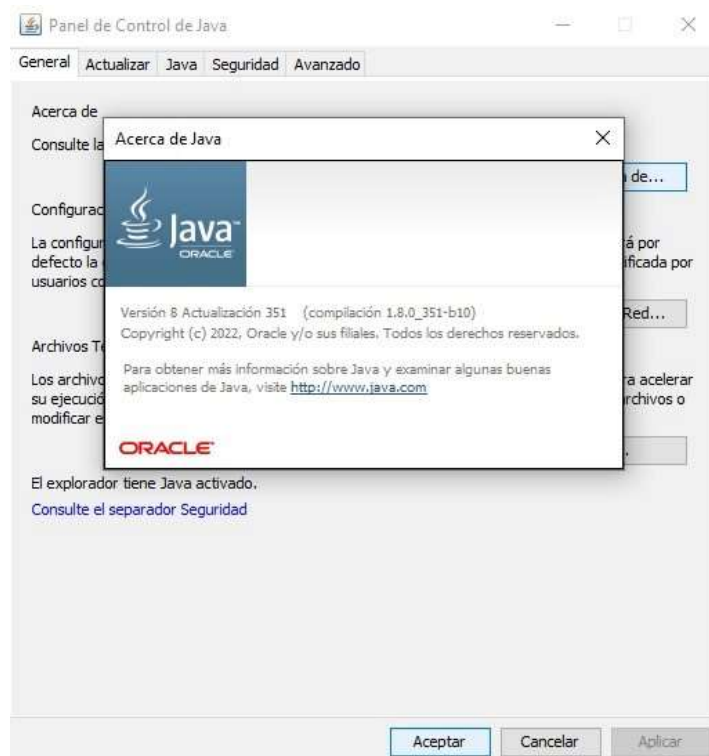 Panel de Control de Java
General Actualizar Java Seguridad Avanzado
Acerca de
Consulte la
Acerca de Java
de...
Java
ORACLE
Versión 8 Actualización 351 (compilación 1.8.0_351-b10)
Copyright (c) 2022, Oracle y/o sus filiales. Todos los derechos reservados.
Para obtener más información sobre Java y examinar algunas buenas
aplicaciones de Java, visite http://www.java.com
ORACLE
Configurac
La configur á por
defecto la ificada por
usuarios co
Red...
Archivos Te
Los archivo ra acelerar
su ejecució rchivos o
modificar e
El explorador tiene Java activado.
Consulte el separador Seguridad
Aceptar Cancelar Aplicar